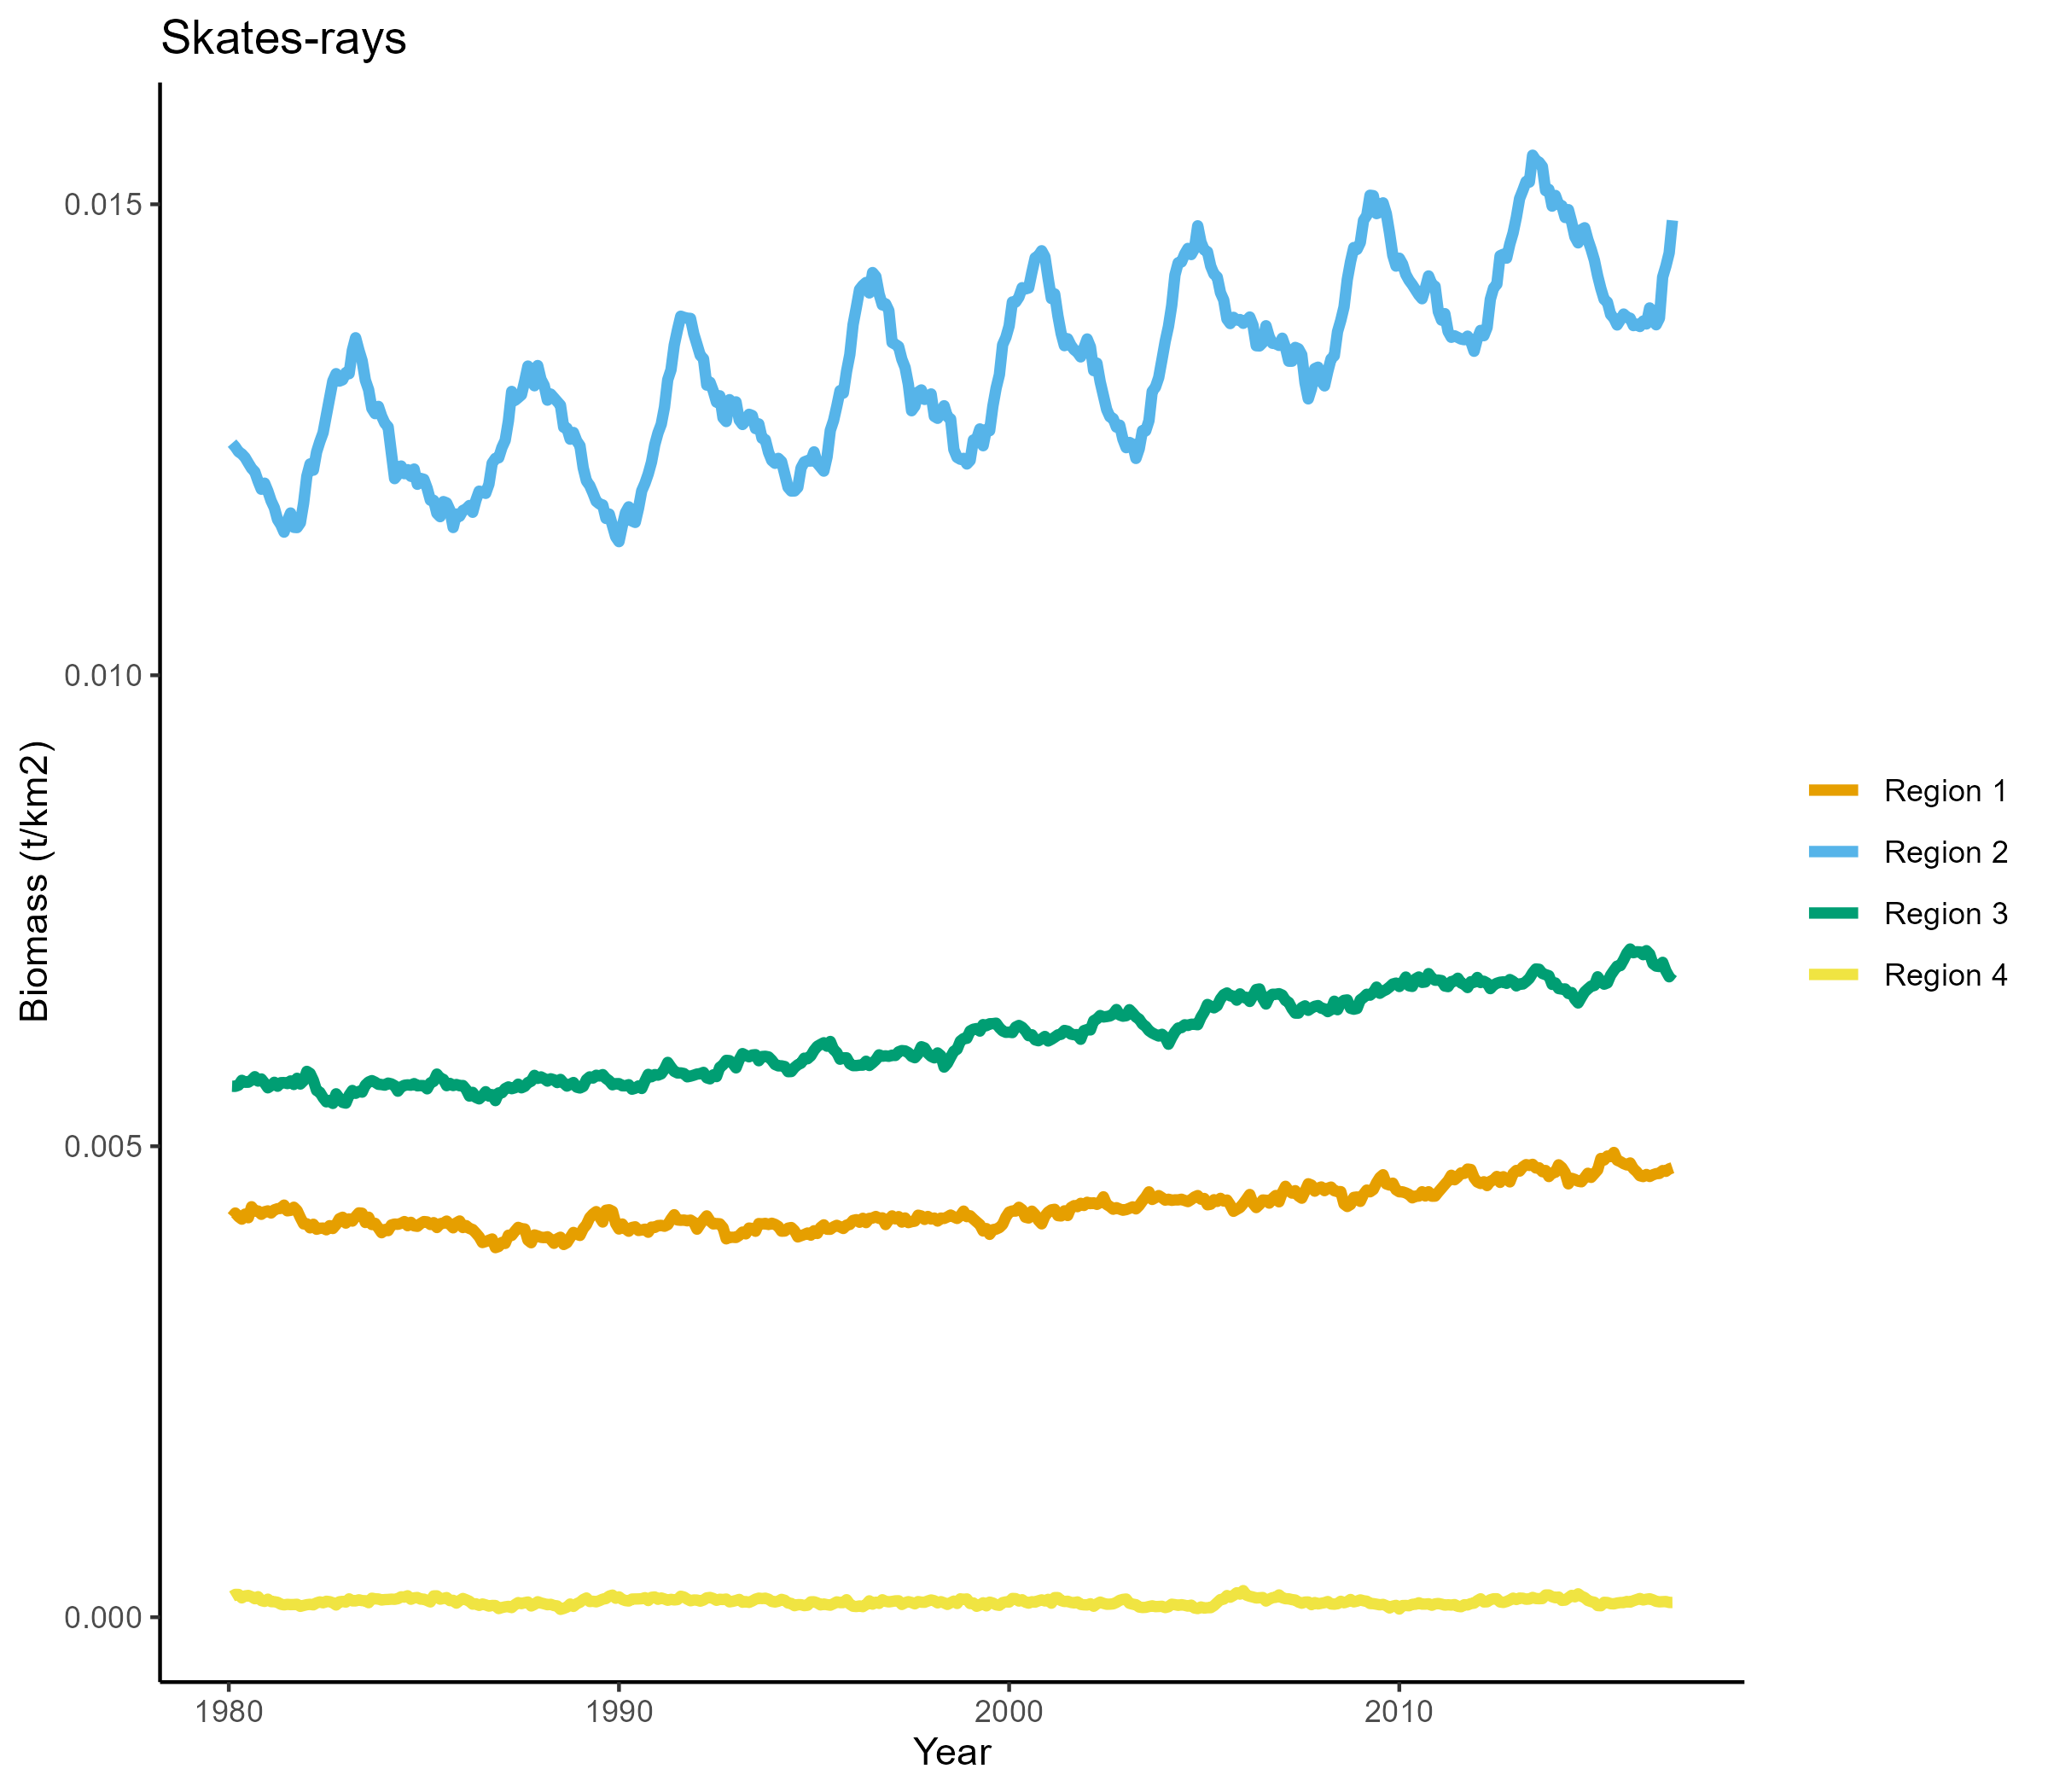 Skates-rays
Biomass (t/km2)
0.015
0.010
0.005
0.000
1980 1990 2000 2010
Year
Region 1
Region 2
Region 3
Region 4